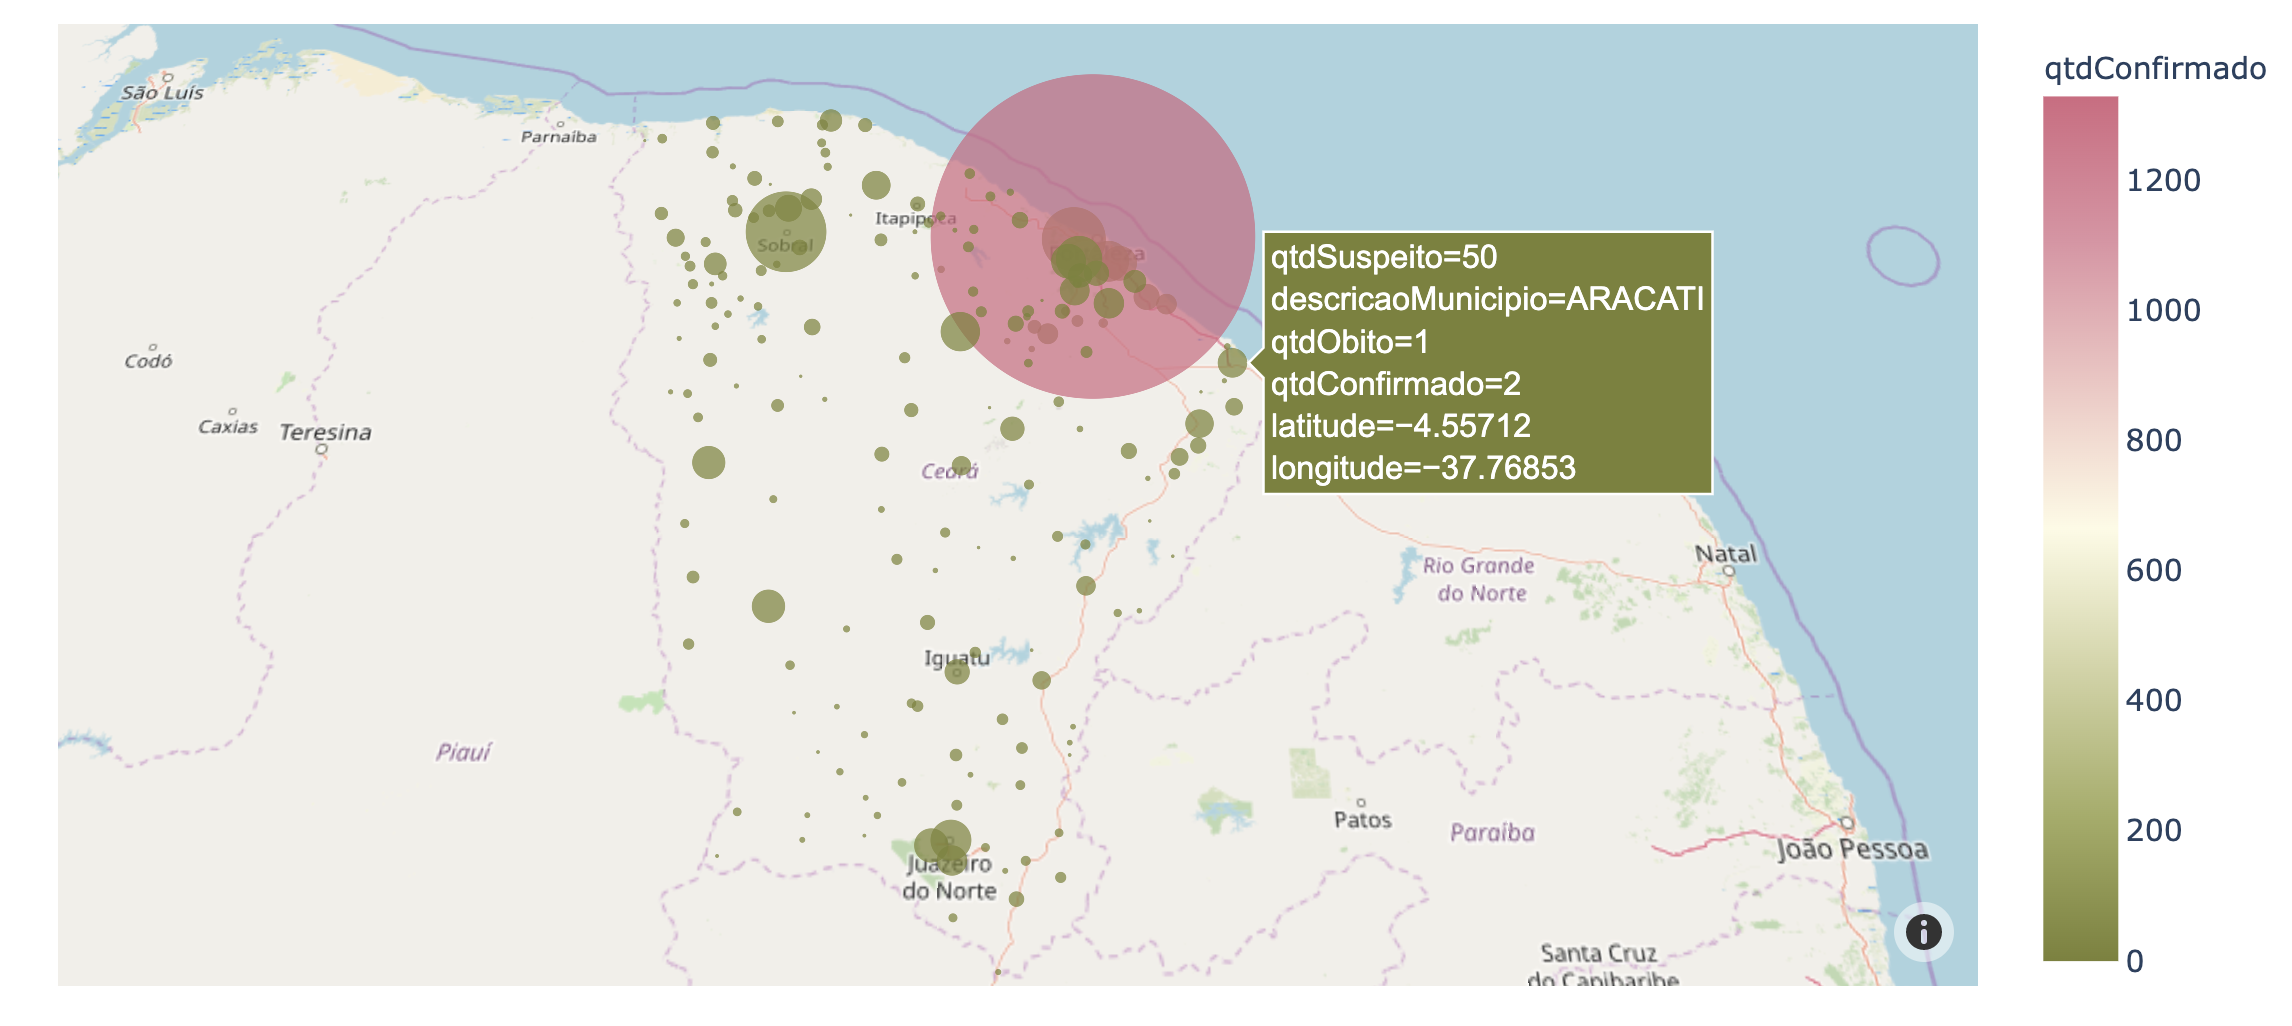 qtdConfirmado
São Luís
Parnaíba
Itapipoca
Sobral
qtdSuspeito=50
descricaoMunicipio=ARACATI
qtdObito=1
qtdConfirmado=2
latitude=−4.55712
longitude=−37.76853
Codó
Caxias
Teresina
Ceará
Natal
Rio Grande
do Norte
Iguatu
Piauí
Patos
Paraíba
João Pessoa
Juazeiro
do Norte
Santa Cruz
do Capibaribe
1200
1000
800
600
400
200
0